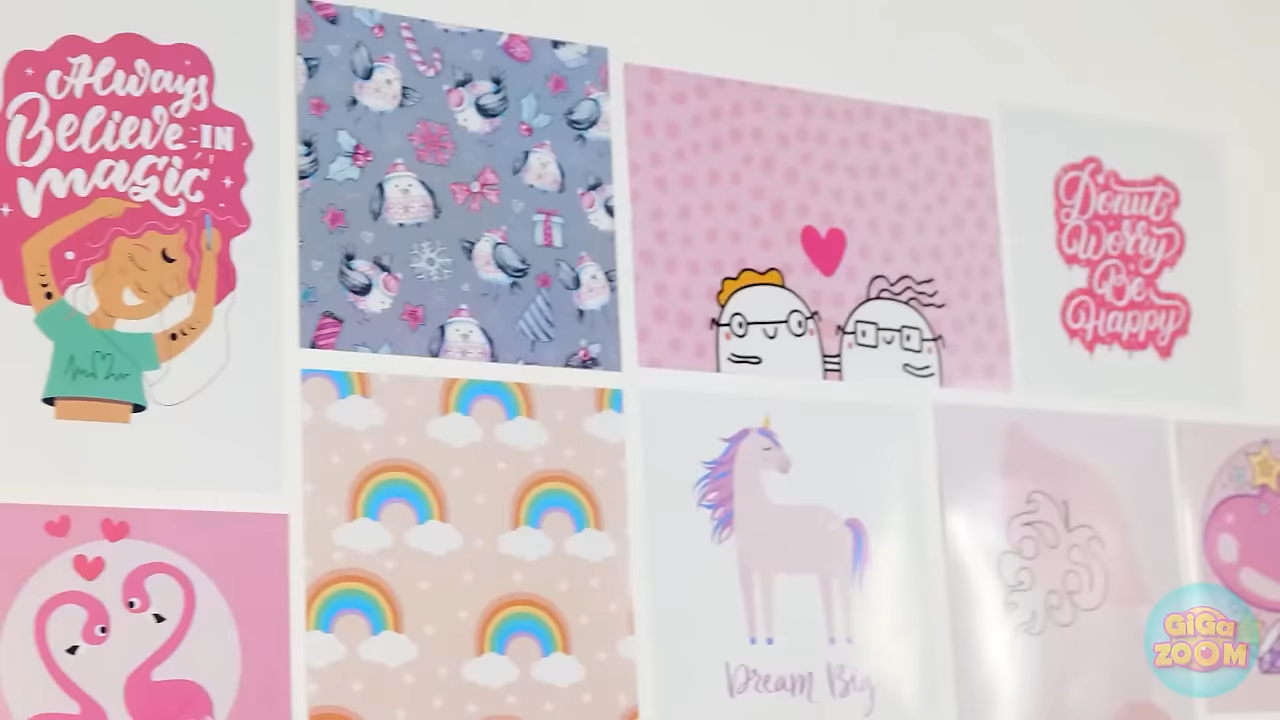 Always
Believe IN
magic
Donut
Worry
Be
Happy
Dream Big
GiGa
ZOOM